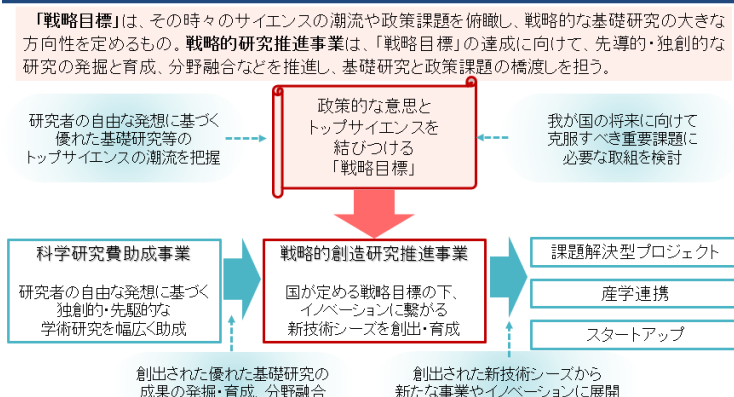 「戦略目標」は、その時々のサイエンスの潮流や政策課題を俯瞰し、戦略的な基礎研究の大きな
方向性を定めるもの。戦略的研究推進事業は、「戦略目標」の達成に向けて、先導的・独創的な
研究の発掘と育成、分野融合などを推進し、基礎研究と政策課題の橋渡しを担う。
研究者の自由な発想に基づく
優れた基礎研究等の
トップサイエンスの潮流を把握
政策的な意思と
トップサイエンスを
結びつける
「戦略目標」
我が国の将来に向けて
克服すべき重要課題に
必要な取組を検討
科学研究費助成事業
研究者の自由な発想に基づく
独創的・先駆的な
学術研究を幅広く助成
戦略的創造研究推進事業
国が定める戦略目標の下、
イノベーションに繋がる
新技術シーズを創出・育成
課題解決型プロジェクト
産学連携
スタートアップ
創出された優れた基礎研究の
成果の発掘・育成、分野融合
創出された新技術シーズから
新たな事業やイノベーションに展開